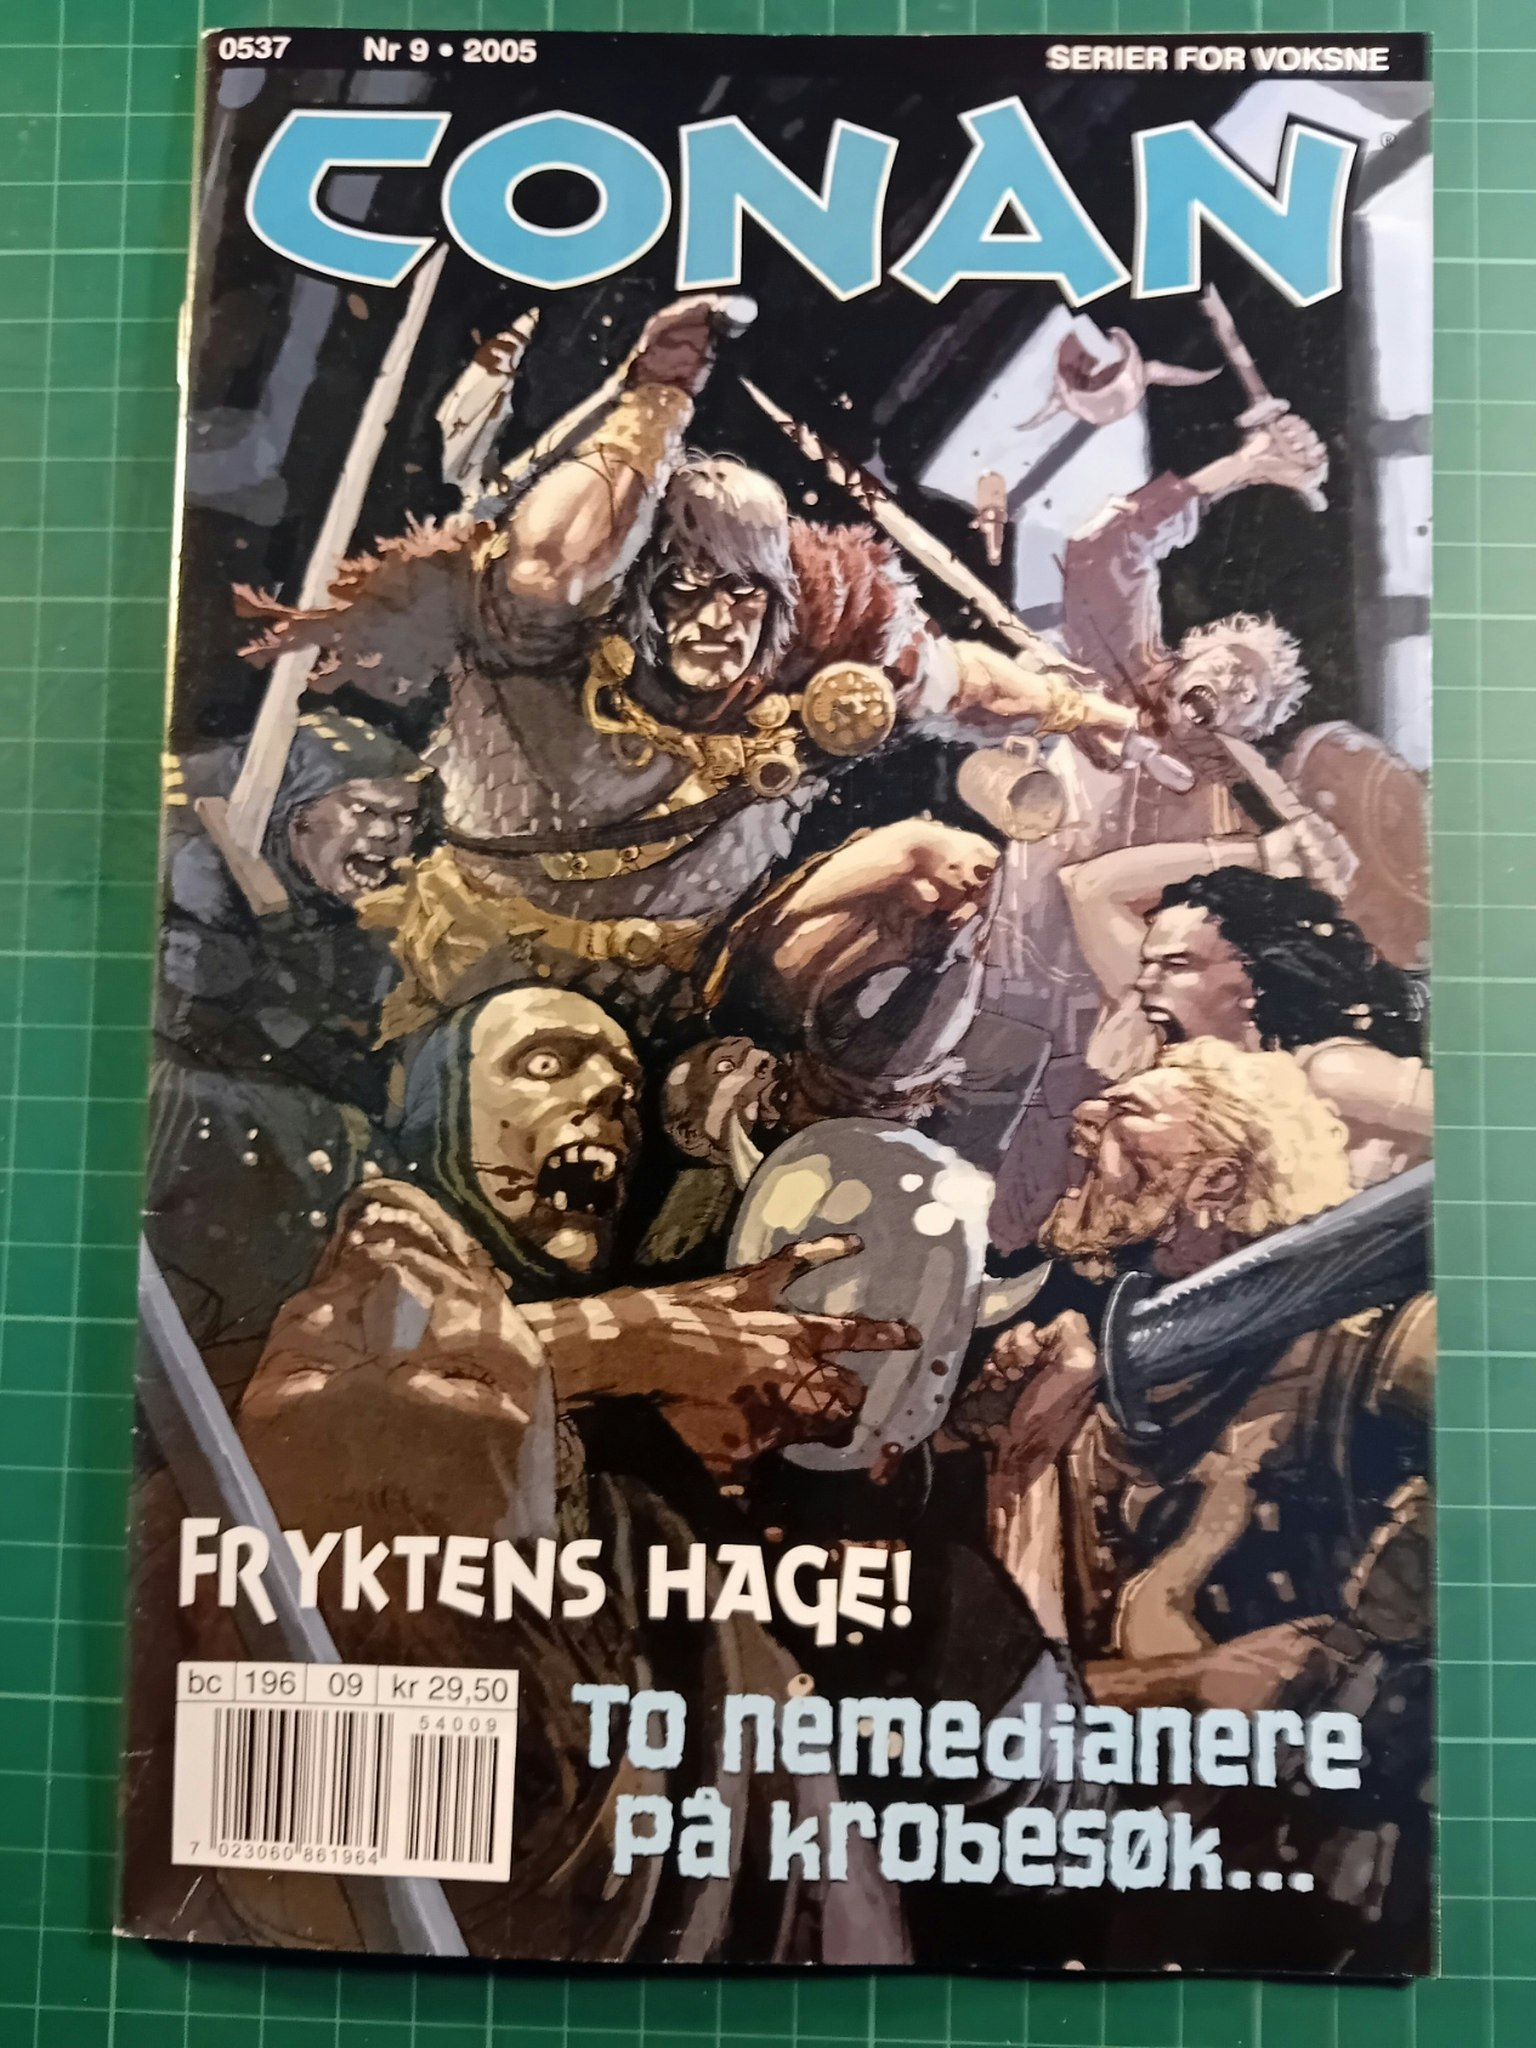 0537 Nr 9 • 2005 SERIER FOR VOKSNE
CONAN®
FRYKTENS HAGE!
bc 196 09 kr 29,50
54009
7 023060 861964
TO nemedianere
på krobesøk...